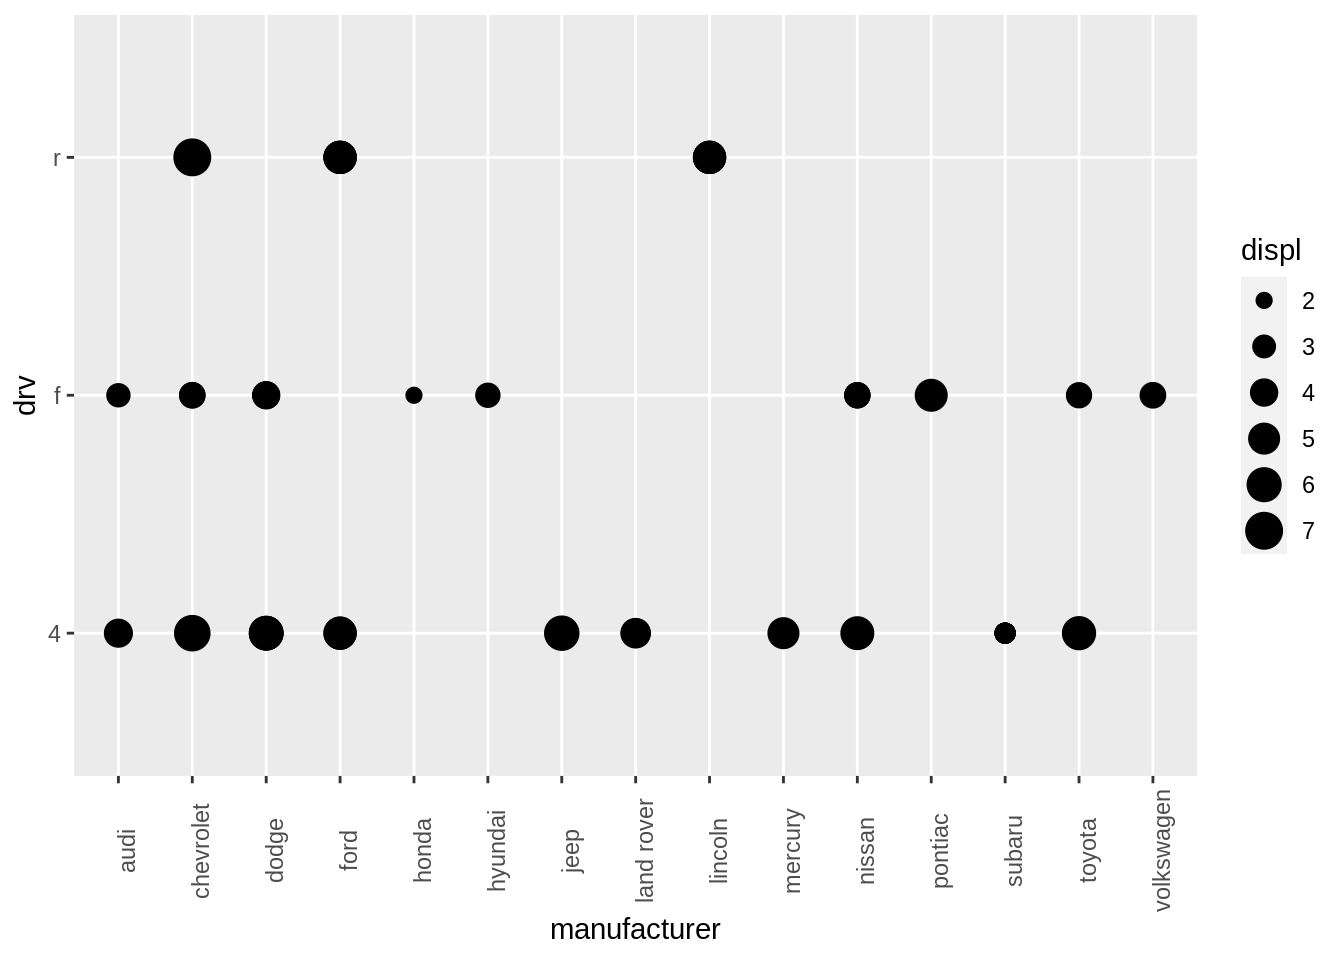 r
f
4
drv
audi
chevrolet
dodge
ford
honda
hyundai
jeep
land rover
lincoln
mercury
nissan
pontiac
subaru
toyota
volkswagen
manufacturer
displ
2
3
4
5
6
7